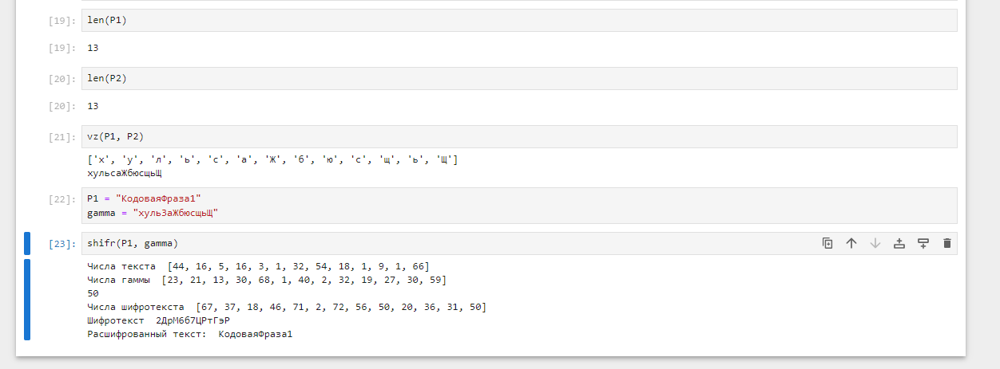 [19]: len(P1)
[19]: 13
[20]: len(P2)
[20]: 13
[21]: vz(P1, P2)
['х', 'у', 'л', 'ь', 'с', 'а', 'Ж', 'б', 'ю', 'с', 'щ', 'ь', 'Щ']
хульсаЖбюсщьЩ
[22]: P1 = "КодоваяФраза1"
gamma = "хульЗаЖбюсщьЩ"
[23]: shifr(P1, gamma)
Числа текста [44, 16, 5, 16, 3, 1, 32, 54, 18, 1, 9, 1, 66]
Числа гаммы [23, 21, 13, 30, 68, 1, 40, 2, 32, 19, 27, 30, 59]
50
Числа шифротекста [67, 37, 18, 46, 71, 2, 72, 56, 50, 20, 36, 31, 50]
Шифротекст 2ДрМ6б7ЦРтГэР
Расшифрованный текст: КодоваяФраза1